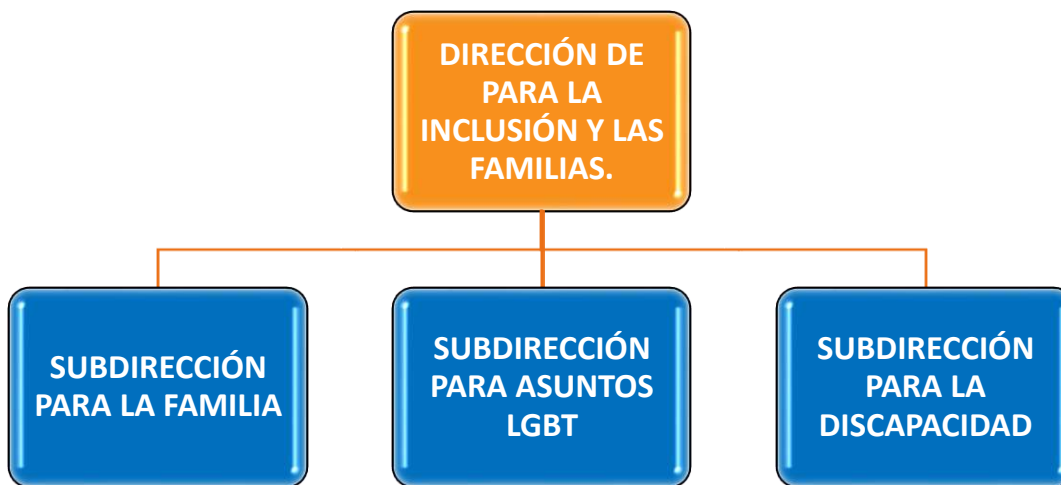 DIRECCIÓN DE
PARA LA
INCLUSIÓN Y LAS
FAMILIAS.
SUBDIRECCIÓN
PARA LA FAMILIA
SUBDIRECCIÓN
PARA ASUNTOS
LGBT
SUBDIRECCIÓN
PARA LA
DISCAPACIDAD